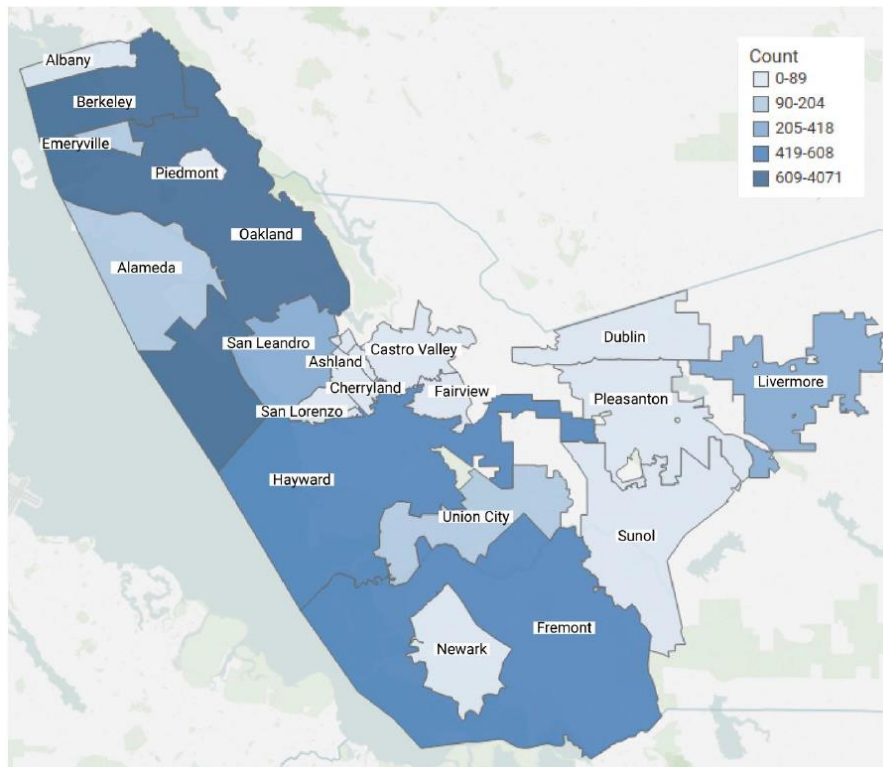 Albany
Berkeley
Emeryville
Piedmont
Oakland
Alameda
San Leandro
Ashland
Castro Valley
Cherryland
Fairview
San Lorenzo
Hayward
Union City
Dublin
Pleasanton
Livermore
Sunol
Fremont
Newark
Count
0-89
90-204
205-418
419-608
609-4071